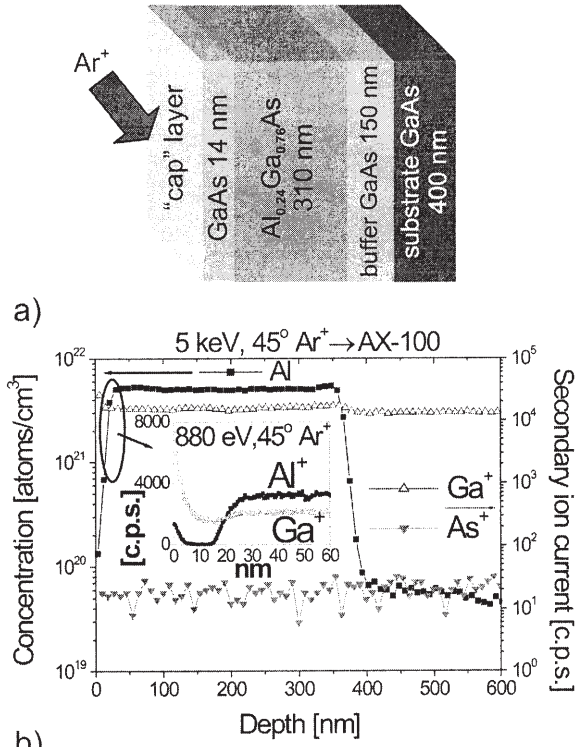 Ar+
"cap" layer
GaAs 14 nm
Al0.24Ga0.76As
310 nm
buffer GaAs 150 nm
substrate GaAs
400 nm
a)
5 keV, 45° Ar+→AX-100
Concentration [atoms/cm3]
10^22
10^21
10^20
10^19
Al
8000
4000
0
[c.p.s.]
880 eV,45° Ar+
Al+
Ga+
0 10 20 30 40 50 60
nm
Ga+
As+
10^5
10^4
10^3
10^2
10^1
10^0
Secondary ion current [c.p.s.]
0 100 200 300 400 500 600
Depth [nm]
b)